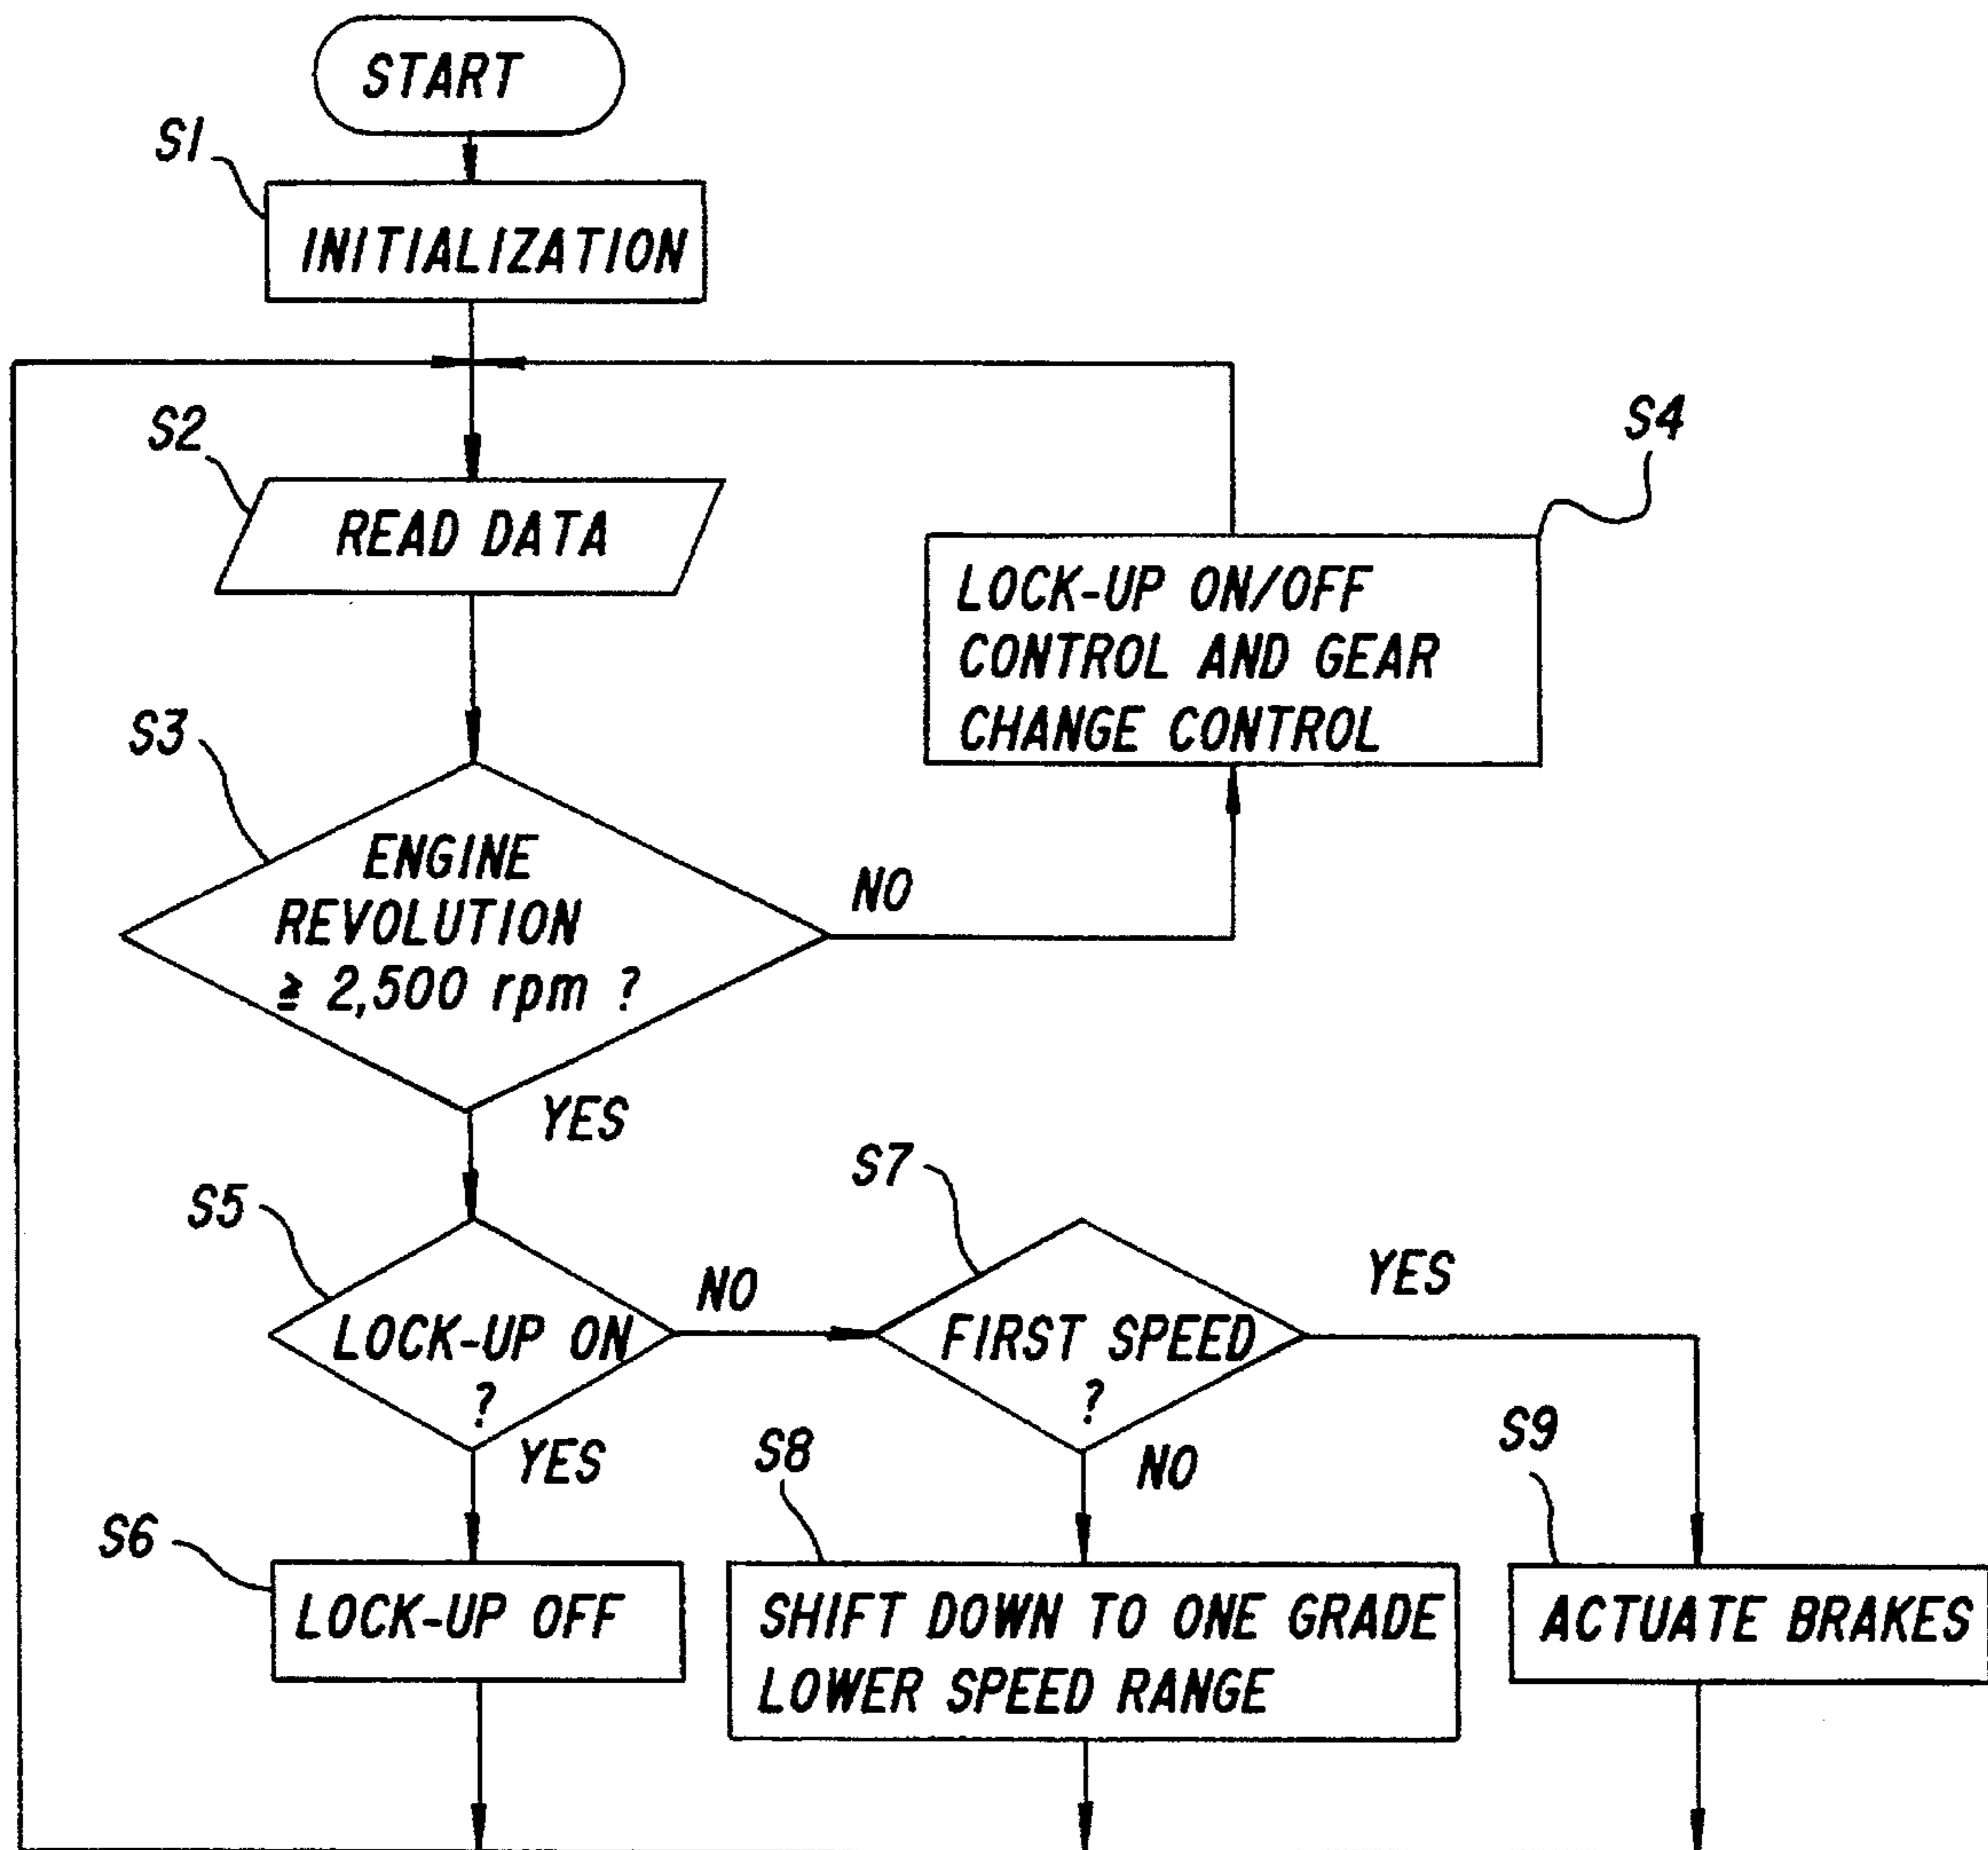 START
S1
INITIALIZATION
S2
READ DATA
S4
LOCK-UP ON/OFF
CONTROL AND GEAR
CHANGE CONTROL
S3
ENGINE
REVOLUTION
≧ 2,500 rpm ?
NO
YES
S5
LOCK-UP ON
?
NO
YES
S7
FIRST SPEED
?
YES
NO
S6
LOCK-UP OFF
S8
SHIFT DOWN TO ONE GRADE
LOWER SPEED RANGE
S9
ACTUATE BRAKES